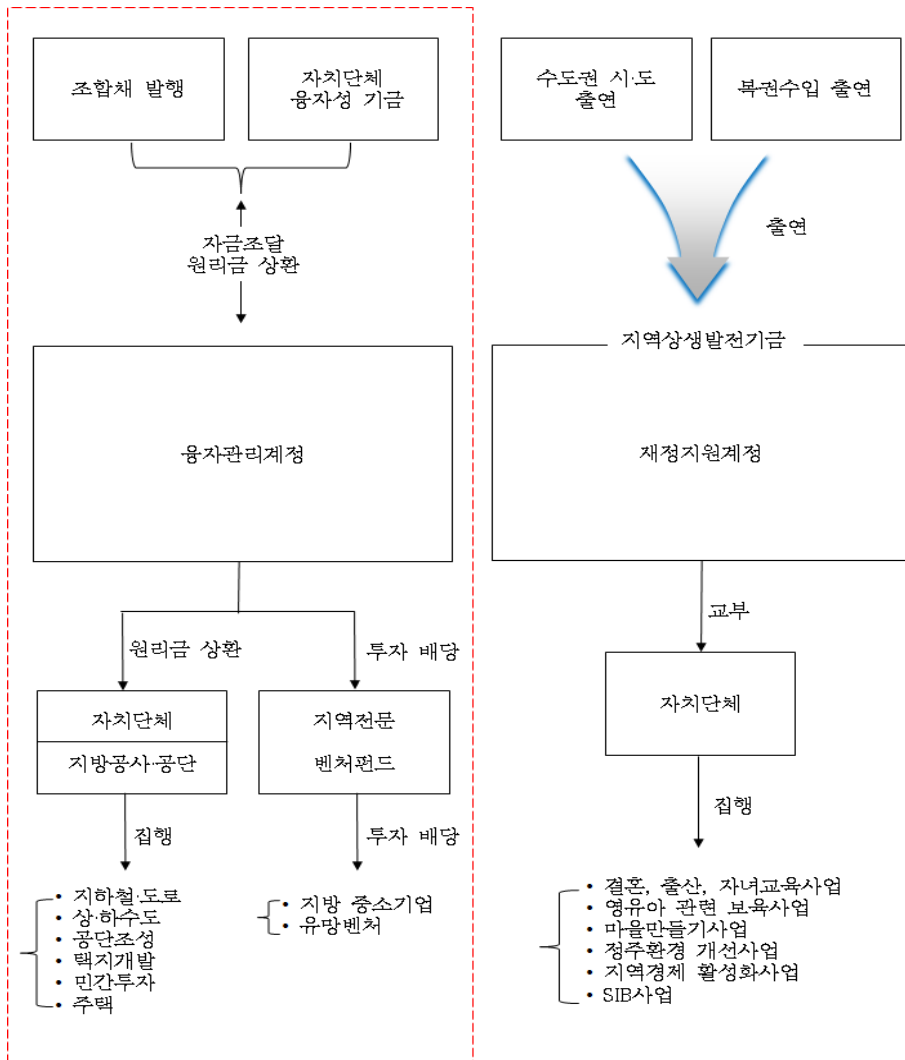 조합채 발행
자치단체
융자성 기금
자금조달
원리금 상환
융자관리계정
원리금 상환
투자 배당
자치단체
지방공사·공단
지역전문
벤처펀드
집행
투자 배당
• 지하철·도로
• 상·하수도
• 공단조성
• 택지개발
• 민간투자
• 주택
• 지방 중소기업
• 유망벤처
수도권 시·도
출연
복권수입 출연
출연
지역상생발전기금
재정지원계정
교부
자치단체
집행
• 결혼, 출산, 자녀교육사업
• 영유아 관련 보육사업
• 마을만들기사업
• 정주환경 개선사업
• 지역경제 활성화사업
• SIB사업